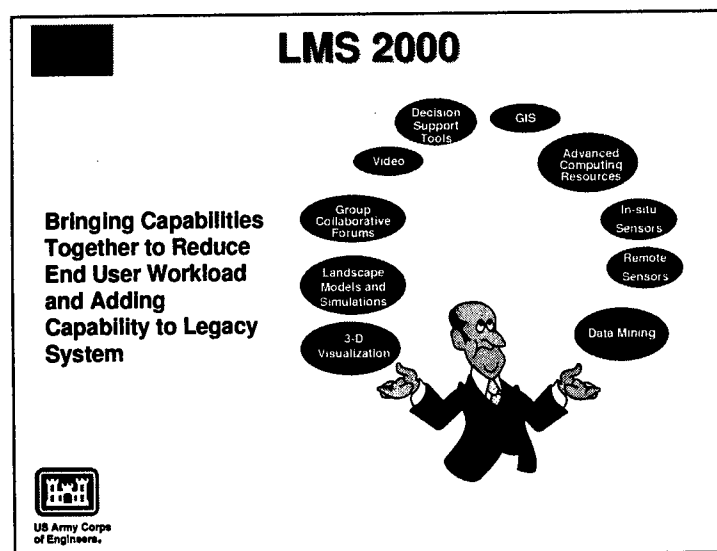 LMS 2000
Decision
Support
Tools
GIS
Video
Advanced
Computing
Resources
Group
Collaborative
Forums
In-situ
Sensors
Landscape
Models and
Simulations
Remote
Sensors
3-D
Visualization
Data Mining
Bringing Capabilities
Together to Reduce
End User Workload
and Adding
Capability to Legacy
System
US Army Corps
of Engineers.